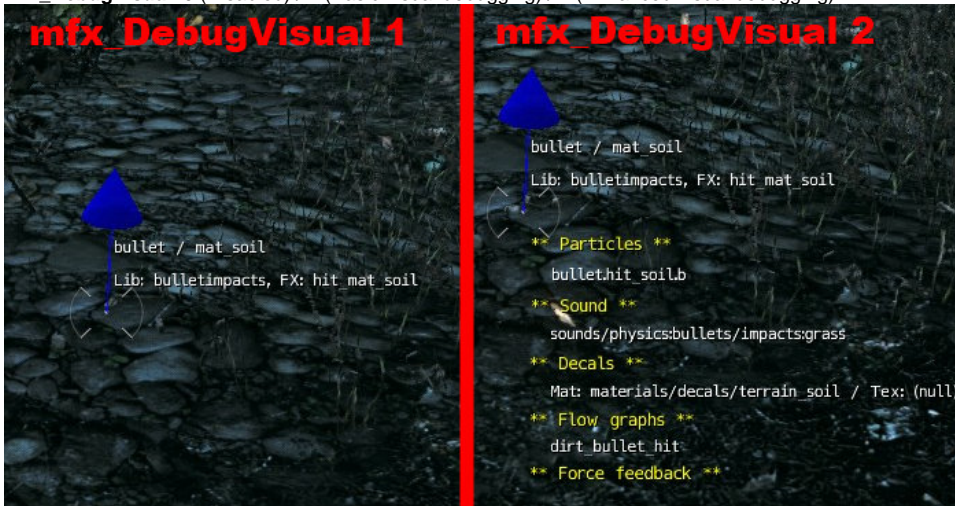 mfx_DebugVisual 1
bullet / mat_soil
Lib: bulletimpacts, FX: hit_mat_soil
mfx_DebugVisual 2
bullet / mat_soil
Lib: bulletimpacts, FX: hit_mat_soil
** Particles **
bullet.hit_soil.b
** Sound **
sounds/physics:bullets/impacts:grass
** Decals **
Mat: materials/decals/terrain_soil / Tex: (null)
** Flow graphs **
dirt_bullet_hit
** Force feedback **